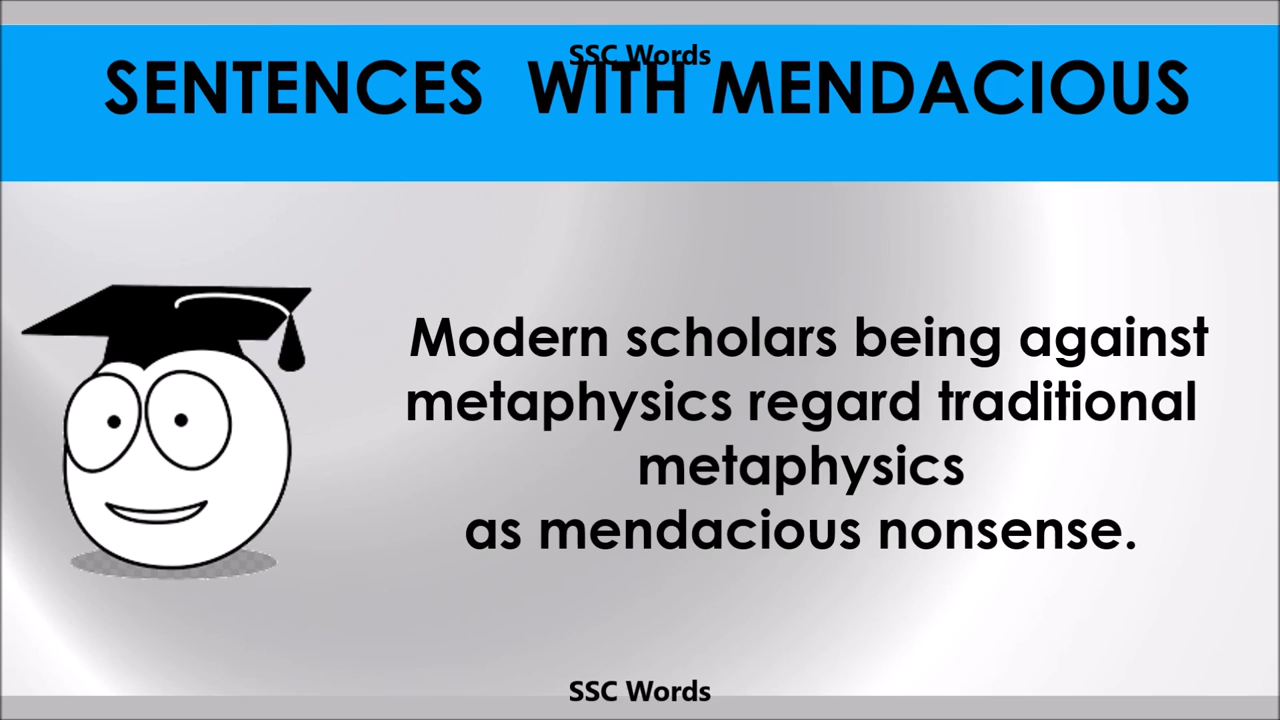 SSC Words
SENTENCES WITH MENDACIOUS
Modern scholars being against
metaphysics regard traditional
metaphysics
as mendacious nonsense.
SSC Words